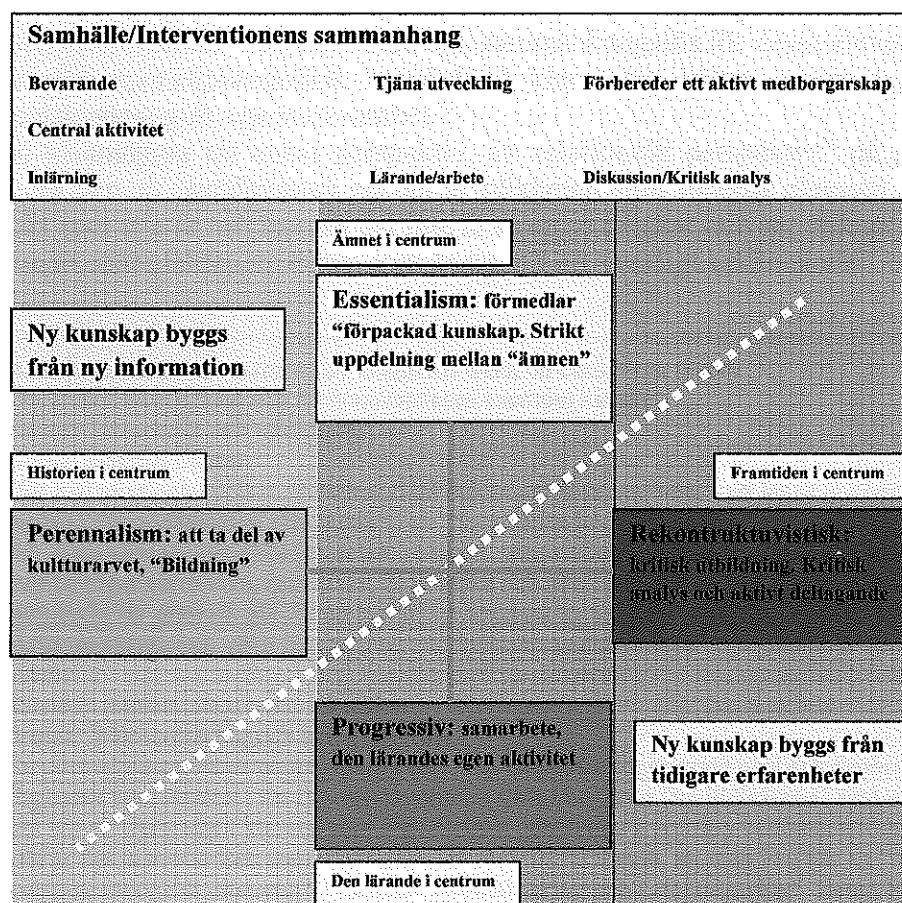 Samhälle/Interventionens sammanhang
Bevarande Tjäna utveckling Förbereder ett aktivt medborgarskap
Central aktivitet
Inlärning Lärande/arbete Diskussion/Kritisk analys
Ämnet i centrum
Essentialism: förmedlar
“förpackad kunskap. Strikt
uppdelning mellan “ämnen”
Ny kunskap byggs
från ny information
Historien i centrum
Framtiden i centrum
Perennalism: att ta del av
kultturarvet, “Bildning”
Rekontruktuvistisk:
kritisk utbildning. Kritisk
analys och aktivt deltagande
Progressiv: samarbete,
den lärandes egen aktivitet
Ny kunskap byggs från
tidigare erfarenheter
Den lärande i centrum